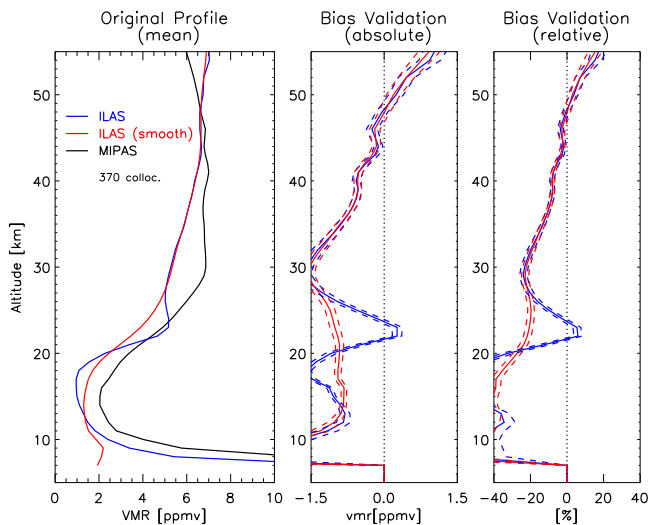 Original Profile
(mean)
Bias Validation
(absolute)
Bias Validation
(relative)
ILAS
ILAS (smooth)
MIPAS
370 colloc.
Altitude [km]
50
40
30
20
10
0 2 4 6 8 10
VMR [ppmv]
-1.5 0.0 1.5
vmr[ppmv]
-40 -20 0 20 40
[%]